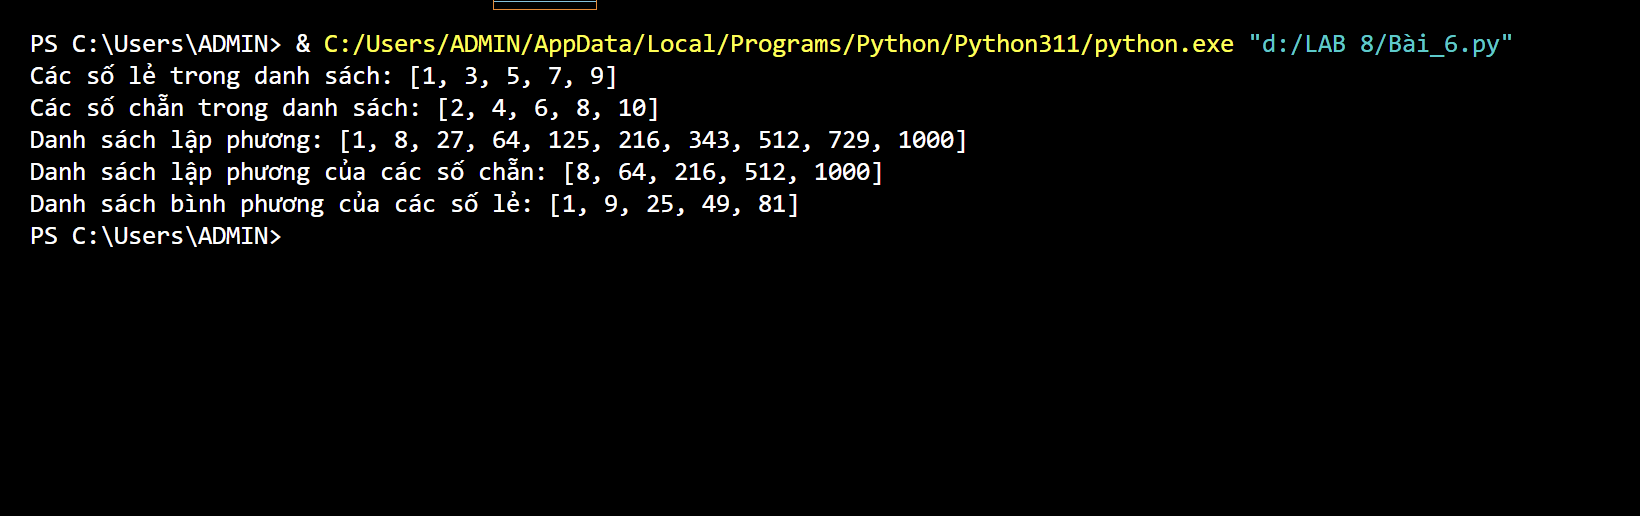 PS C:\Users\ADMIN> & C:/Users/ADMIN/AppData/Local/Programs/Python/Python311/python.exe "d:/LAB 8/Bài_6.py"
Các số lẻ trong danh sách: [1, 3, 5, 7, 9]
Các số chẵn trong danh sách: [2, 4, 6, 8, 10]
Danh sách lập phương: [1, 8, 27, 64, 125, 216, 343, 512, 729, 1000]
Danh sách lập phương của các số chẵn: [8, 64, 216, 512, 1000]
Danh sách bình phương của các số lẻ: [1, 9, 25, 49, 81]
PS C:\Users\ADMIN>